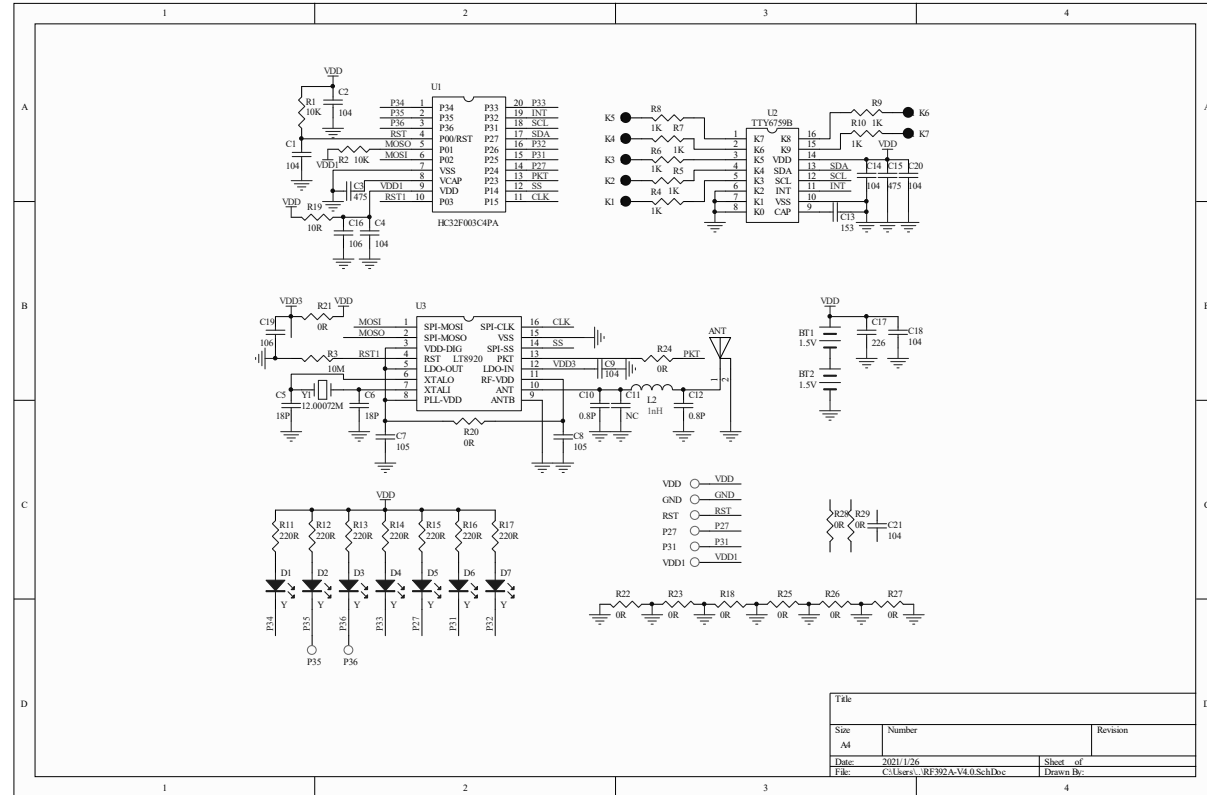 1 2 3 4
A A
B B
C C
D D
1 2 3 4
VDD
R1
10K
C2
104
C1
104
R2 10K
VDD1
C3
475
VDD
R19
10R
C16
106
C4
104
U1
P34 1 P34 P33 20 P33
P35 2 P35 P32 19 INT
P36 3 P36 P31 18 SCL
RST 4 P00/RST P27 17 SDA
MOSO 5 P01 P26 16 P32
MOSI 6 P02 P25 15 P31
7 VSS P24 14 P27
8 VCAP P23 13 PKT
VDD1 9 VDD P14 12 SS
RST1 10 P03 P15 11 CLK
HC32F003C4PA
K5 R8
1K
K4 R7
1K
K3 R6
1K
K2 R5
1K
K1 R4
1K
U2
TTY6759B
1 K7 K8 16
2 K6 K9 15
3 K5 VDD 14
4 K4 SDA 13 SDA
5 K3 SCL 12 SCL
6 K2 INT 11 INT
7 K1 VSS 10
8 K0 CAP 9
R9
1K
K6
R10 1K
K7
VDD
C14 C15 C20
104 475 104
C13
153
VDD3 R21 VDD
0R
C19
106
R3
10M
C5
18P
Y1
12.00072M
C6
18P
U3
MOSI 1 SPI-MOSI SPI-CLK 16 CLK
MOSO 2 SPI-MOSO VSS 15
3 VDD-DIG SPI-SS 14 SS
RST1 4 RST LT8920 PKT 13
5 LDO-OUT LDO-IN 12 VDD3
6 XTALO RF-VDD 11
7 XTALI ANT 10
8 PLL-VDD ANTB 9
R24
0R
PKT
C9
104
ANT
1 2
C10
0.8P
C11
NC
L2
1nH
C12
0.8P
R20
0R
C7
105
C8
105
VDD
BT1
1.5V
BT2
1.5V
C17
226
C18
104
VDD VDD
GND GND
RST RST
P27 P27
P31 P31
VDD1 VDD1
R28 R29
0R 0R
C21
104
VDD
R11 R12 R13 R14 R15 R16 R17
220R 220R 220R 220R 220R 220R 220R
D1 D2 D3 D4 D5 D6 D7
Y Y Y Y Y Y Y
P34 P35 P36 P33 P27 P31 P32
P35 P36
R22 R23 R18 R25 R26 R27
0R 0R 0R 0R 0R 0R
Title
Size Number Revision
A4
Date: 2021/1/26 Sheet of
File: C:\Users\..\RF392A-V4.0.SchDoc Drawn By: